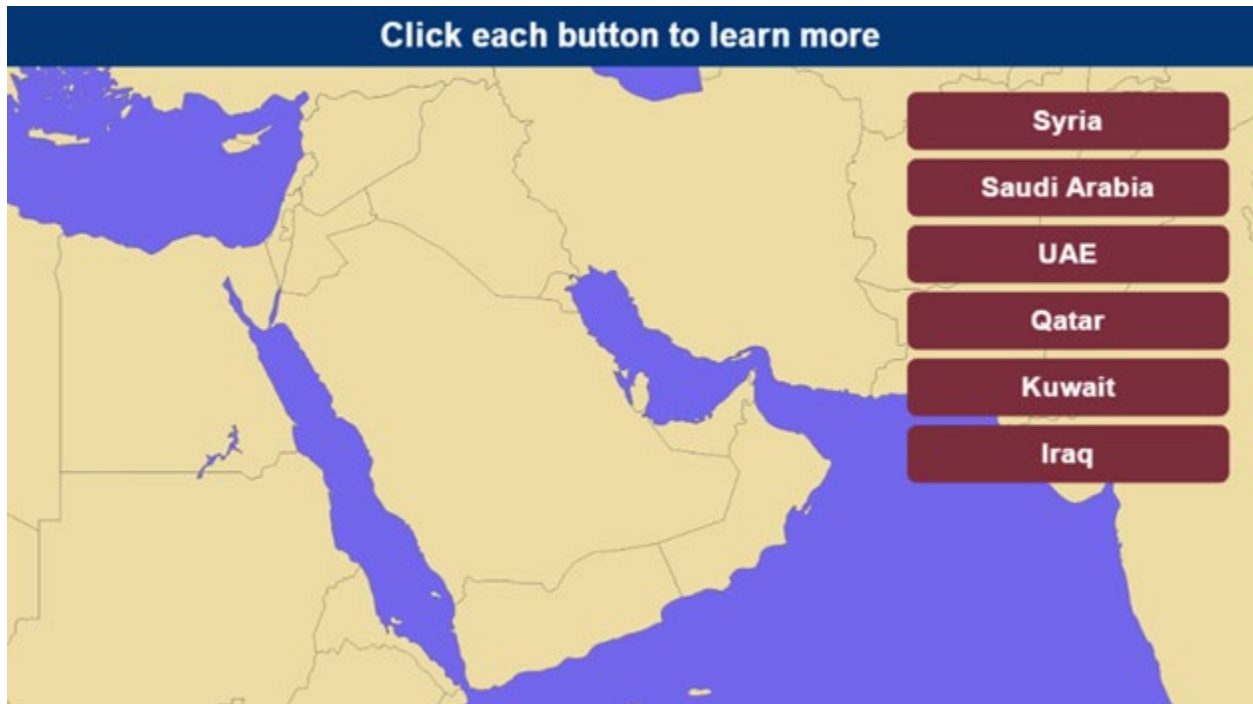 Click each button to learn more
Syria
Saudi Arabia
UAE
Qatar
Kuwait
Iraq